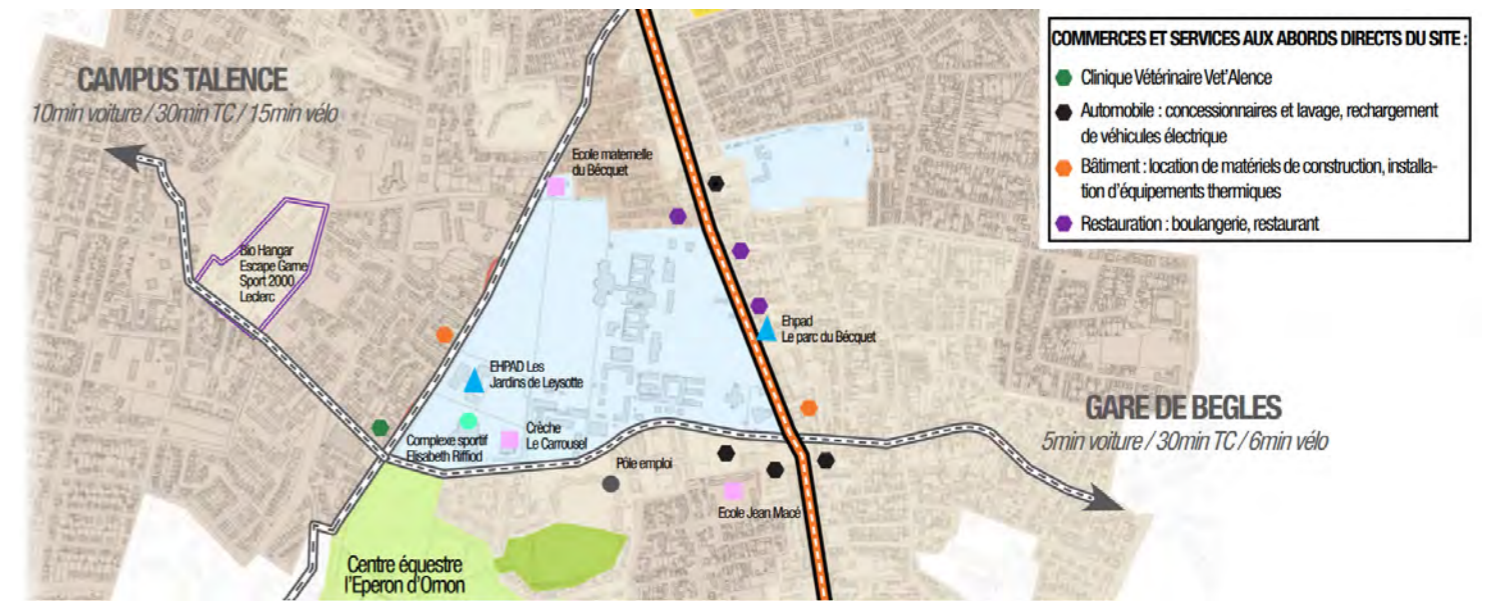 CAMPUS TALENCE
10min voiture / 30min TC / 15min vélo
Ecole maternelle
du Bécquet
Bio Hangar
Escape Game
Sport 2000
Leclerc
Ehpad
Le parc du Bécquet
EHPAD Les
Jardins de Leysotte
Complexe sportif
Elisabeth Riffiod
Crèche
Le Carrousel
Pôle emploi
Ecole Jean Macé
Centre équestre
l'Eperon d'Ornon
GARE DE BEGLES
5min voiture / 30min TC / 6min vélo
COMMERCES ET SERVICES AUX ABORDS DIRECTS DU SITE :
Clinique Vétérinaire Vet'Alence
Automobile : concessionnaires et lavage, rechargement
de véhicules électrique
Bâtiment : location de matériels de construction, installa-
tion d'équipements thermiques
Restauration : boulangerie, restaurant